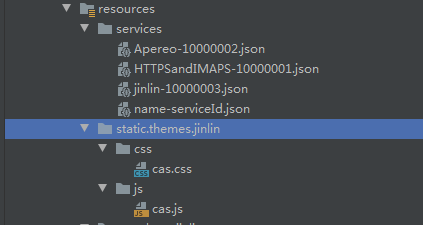 resources
services
Apereo-10000002.json
HTTPSandIMAPS-10000001.json
jinlin-10000003.json
name-serviceId.json
static.themes.jinlin
css
cas.css
js
cas.js